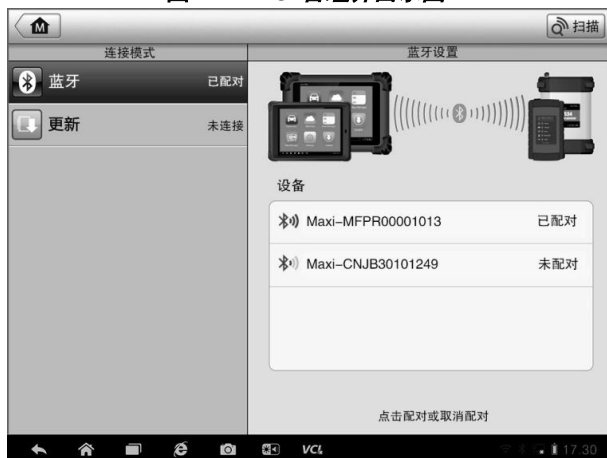 扫描
连接模式
蓝牙设置
蓝牙 已配对
更新 未连接
设备
Maxi-MFPR00001013 已配对
Maxi-CNJB30101249 未配对
点击配对或取消配对
VCI 17:30